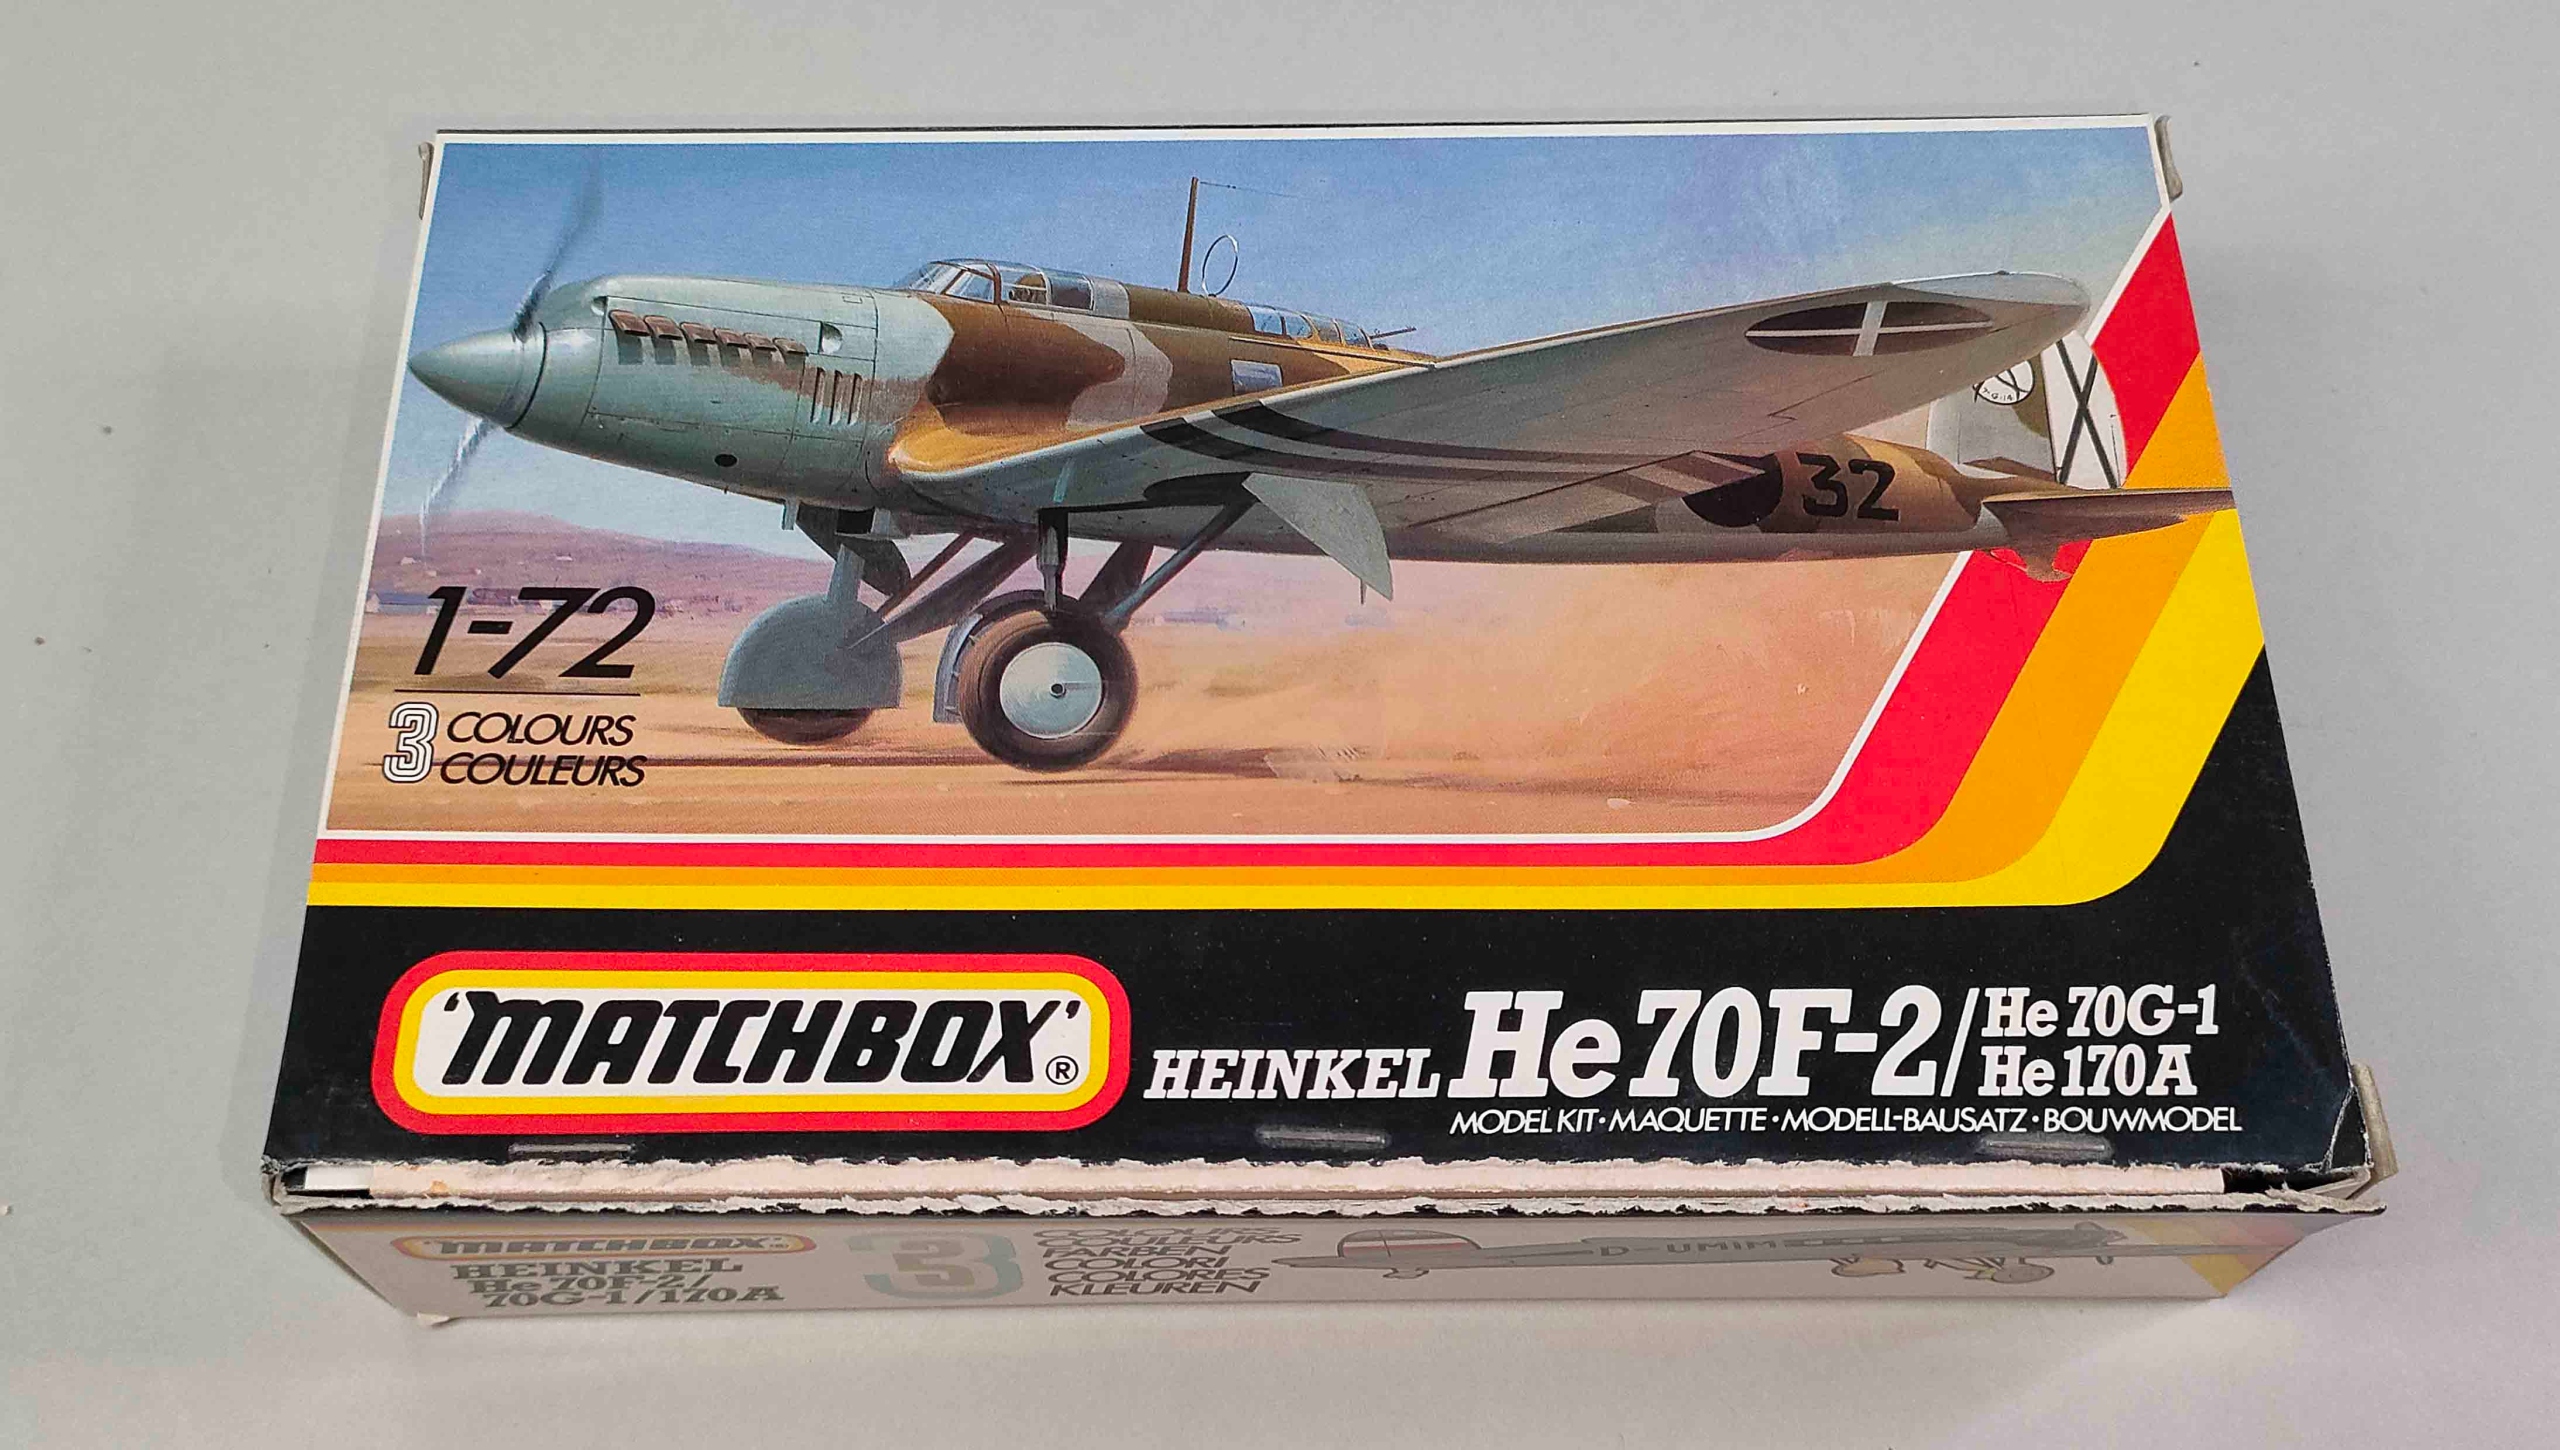 T.G.14
32
1-72
3 COLOURS
COULEURS
'MATCHBOX'®
HEINKEL He 70F-2/ He 70G-1
He 170A
MODEL KIT • MAQUETTE • MODELL-BAUSATZ • BOUWMODEL
'MATCHBOX'®
HEINKEL
He 70F-2/
70G-1/170A
3 COLOURS
COULEURS
FARBEN
COLORI
COLORES
KLEUREN
D-UMIM